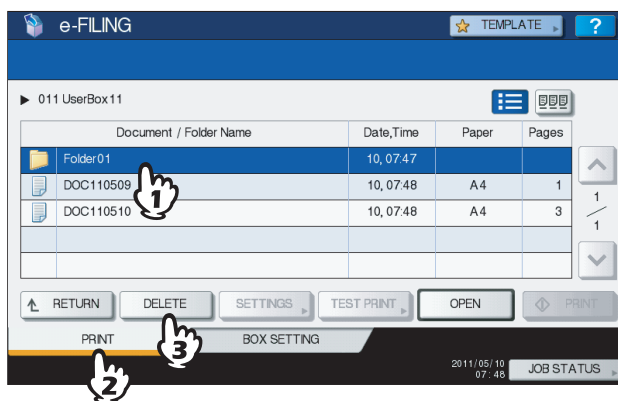 e-FILING
TEMPLATE
?
011 UserBox11
Document / Folder Name Date,Time Paper Pages
Folder01 10, 07:47
DOC110509 10, 07:48 A4 1
DOC110510 10, 07:48 A4 3
1
1
1
RETURN DELETE SETTINGS TEST PRINT OPEN PRINT
PRINT BOX SETTING
3
2
2011/05/10
07:48
JOB STATUS